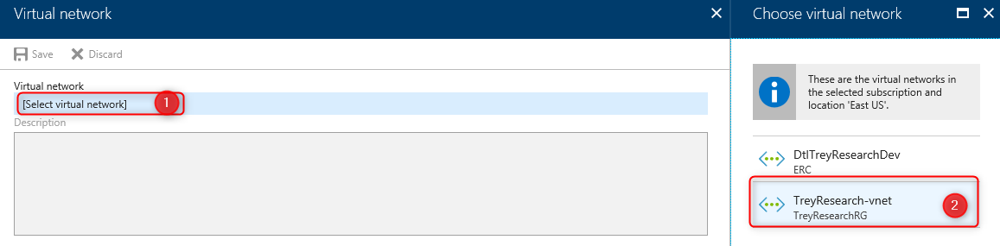 Virtual network
Save
Discard
Virtual network
[Select virtual network]
1
Description
Choose virtual network
These are the virtual networks in
the selected subscription and
location 'East US'.
DtlTreyResearchDev
ERC
TreyResearch-vnet
TreyResearchRG
2